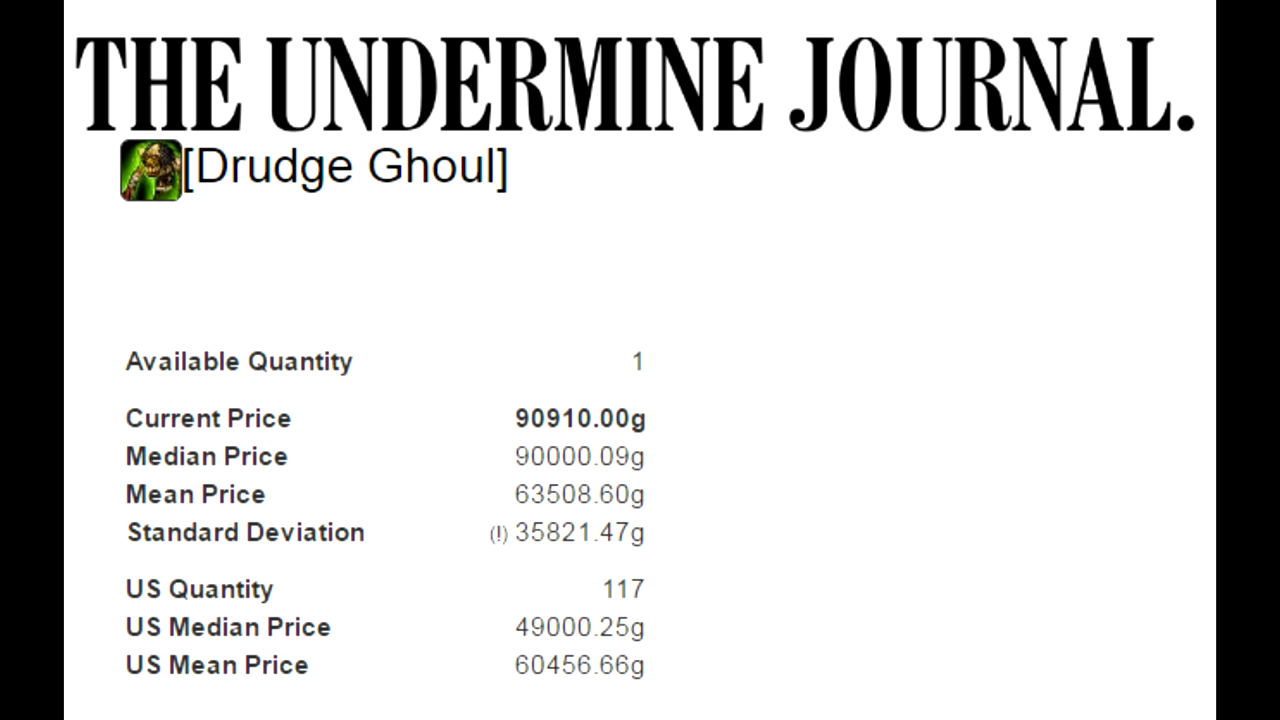 THE UNDERMINE JOURNAL.
[Drudge Ghoul]
Available Quantity 1
Current Price 90910.00g
Median Price 90000.09g
Mean Price 63508.60g
Standard Deviation (!) 35821.47g
US Quantity 117
US Median Price 49000.25g
US Mean Price 60456.66g